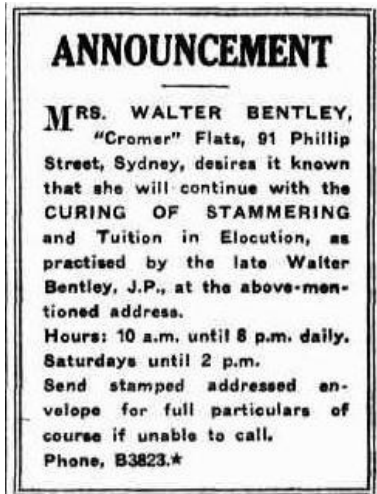 ANNOUNCEMENT
MRS. WALTER BENTLEY,
"Cromer" Flats, 91 Phillip
Street, Sydney, desires it known
that she will continue with the
CURING OF STAMMERING
and Tuition in Elocution, as
practised by the late Walter
Bentley, J.P., at the above-men-
tioned address.
Hours: 10 a.m. until 8 p.m. daily.
Saturdays until 2 p.m.
Send stamped addressed en-
velope for full particulars of
course if unable to call.
Phone, B3823.★